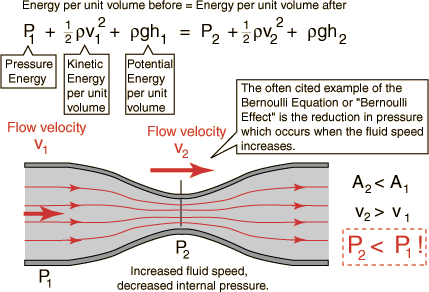 Energy per unit volume before = Energy per unit volume after
P₁ + ½ρv₁² + ρgh₁ = P₂ + ½ρv₂² + ρgh₂
Pressure
Energy
Kinetic
Energy
per unit
volume
Potential
Energy
per unit
volume
The often cited example of the
Bernoulli Equation or "Bernoulli
Effect" is the reduction in pressure
which occurs when the fluid speed
increases.
Flow velocity
v₁
Flow velocity
v₂
A₂ < A₁
v₂ > v₁
P₂ < P₁ !
P₁
P₂
Increased fluid speed,
decreased internal pressure.